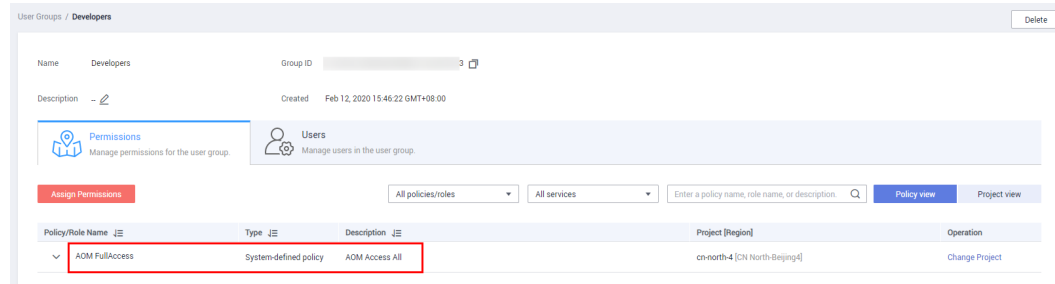 User Groups / Developers
Delete
Name Developers Group ID 3
Description -- Created Feb 12, 2020 15:46:22 GMT+08:00
Permissions
Manage permissions for the user group.
Users
Manage users in the user group.
Assign Permissions All policies/roles All services Enter a policy name, role name, or description. Policy view Project view
Policy/Role Name Type Description Project [Region] Operation
AOM FullAccess System-defined policy AOM Access All cn-north-4 [CN North-Beijing4] Change Project